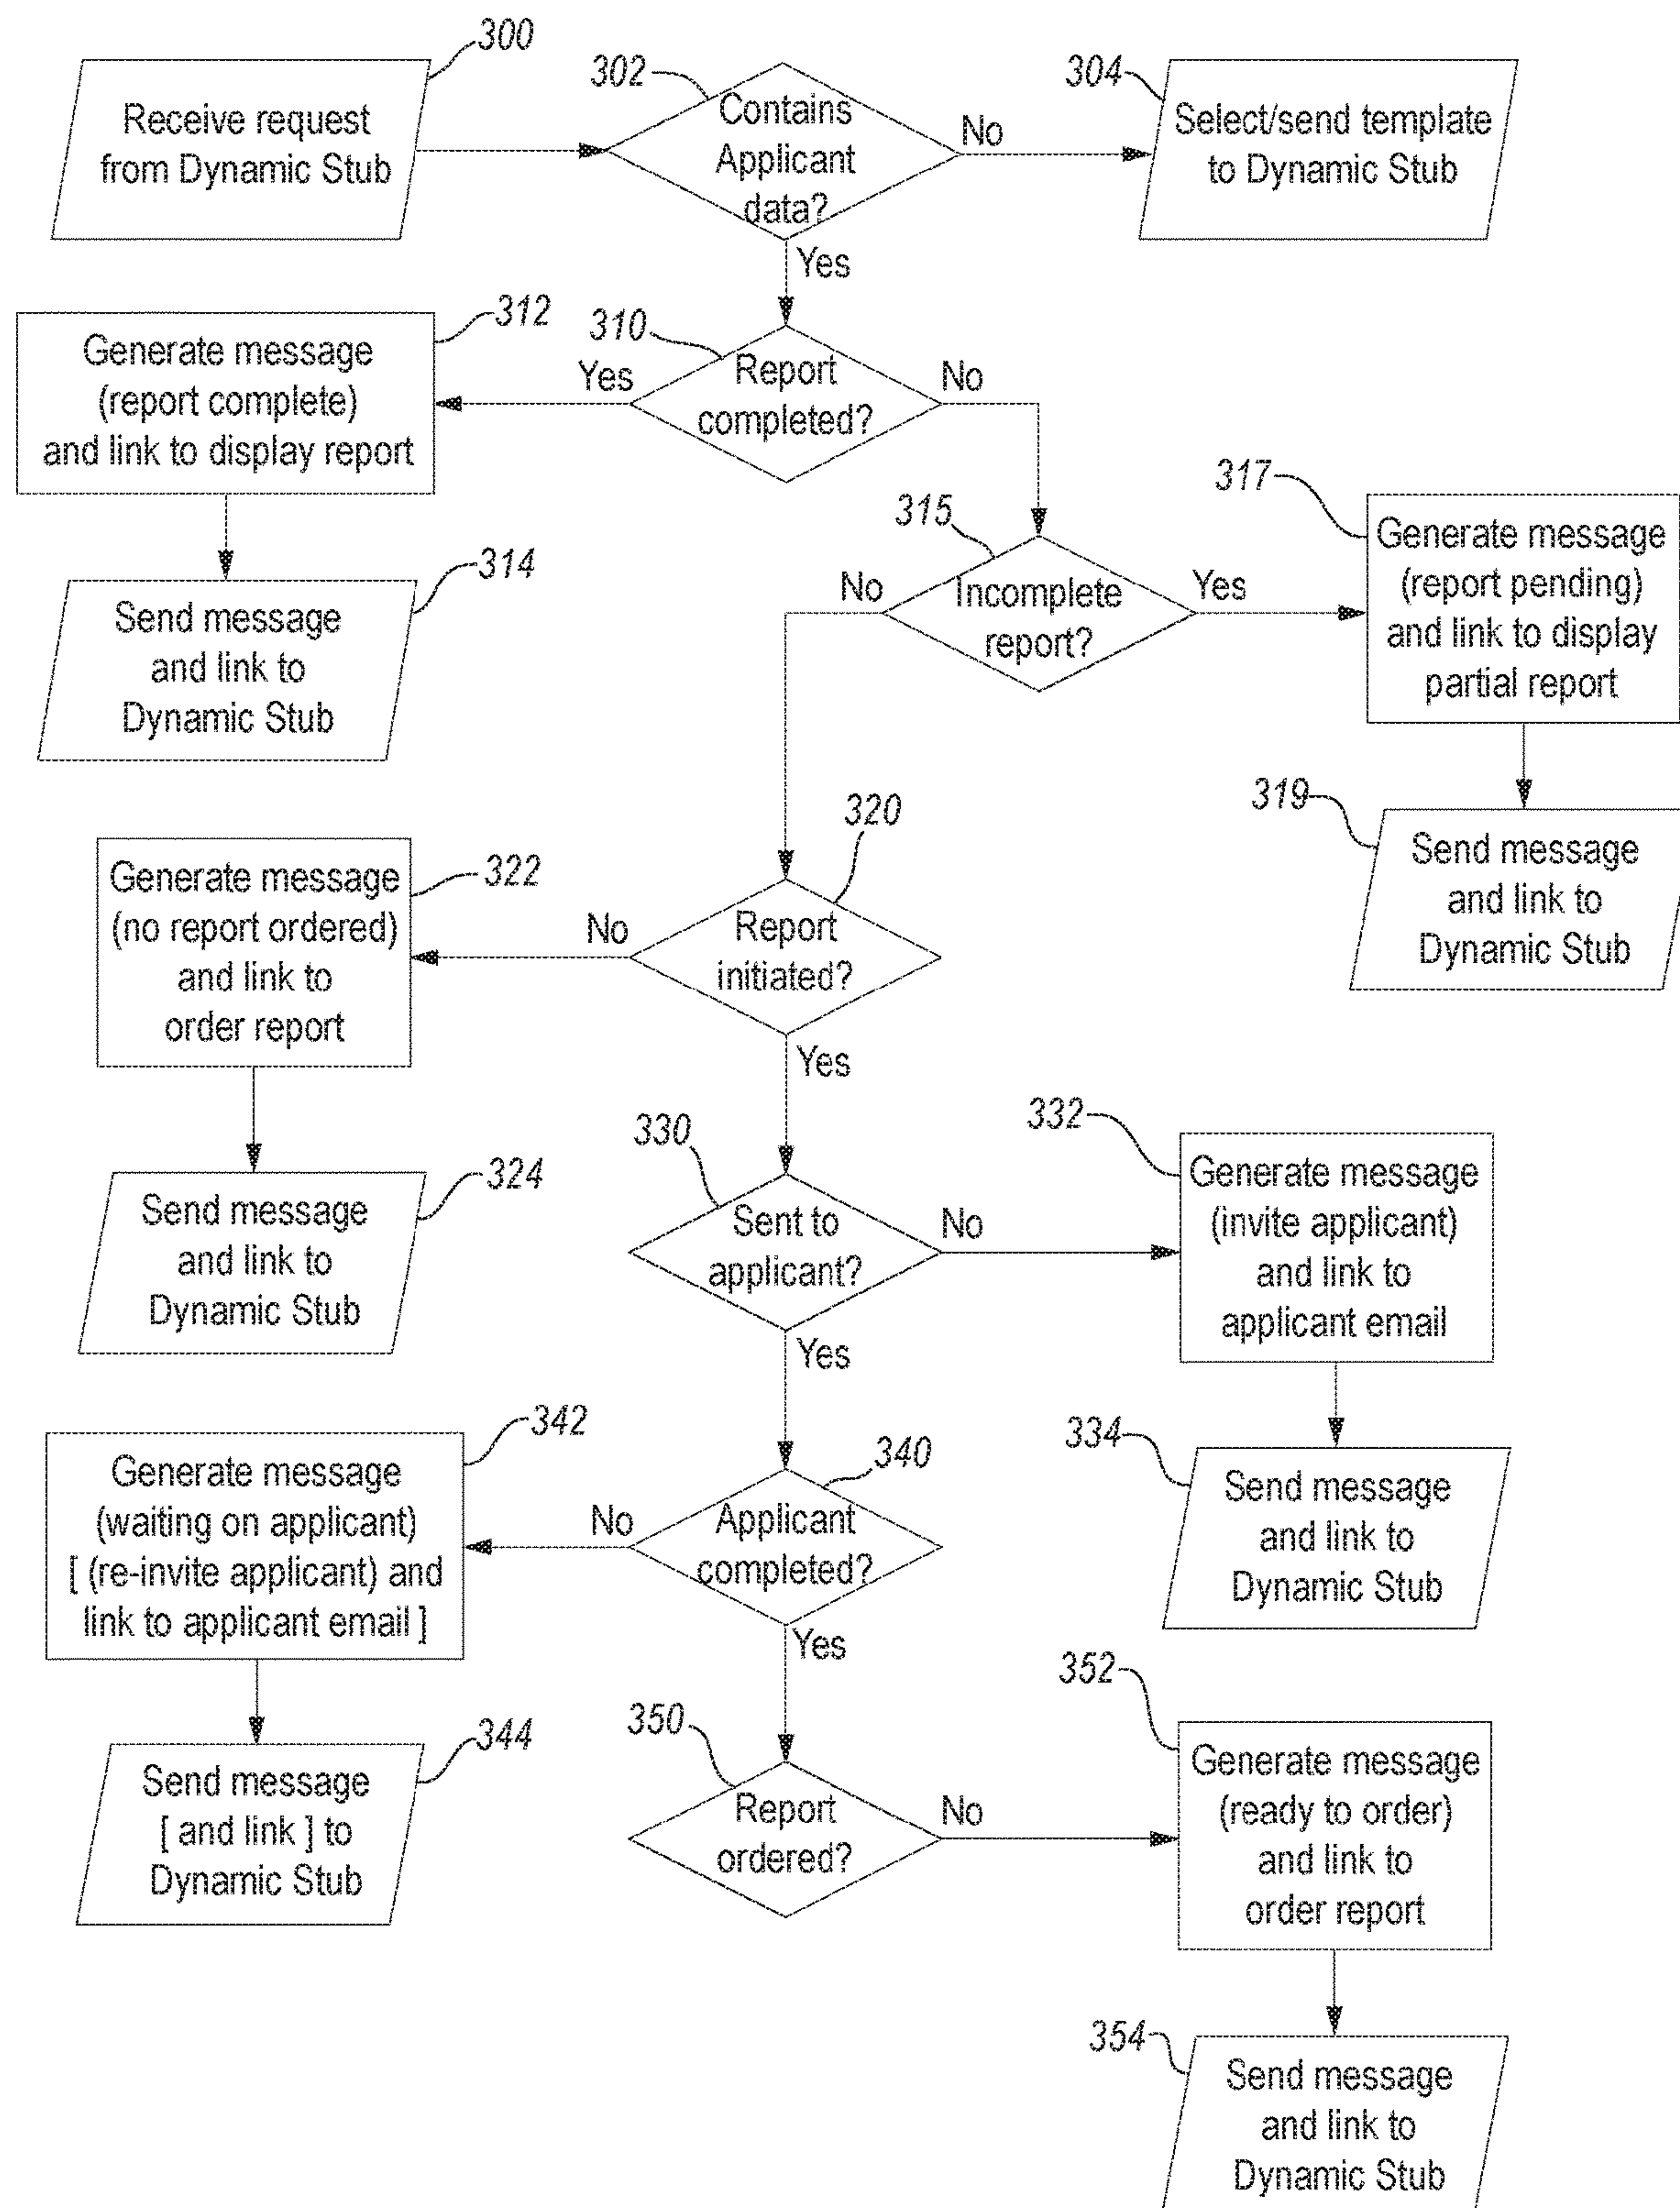 300
Receive request
from Dynamic Stub
302
Contains
Applicant
data?
No
304
Select/send template
to Dynamic Stub
Yes
312
Generate message
(report complete)
and link to display report
310
Report
completed?
Yes
No
314
Send message
and link to
Dynamic Stub
315
Incomplete
report?
No
Yes
317
Generate message
(report pending)
and link to display
partial report
319
Send message
and link to
Dynamic Stub
320
Report
initiated?
No
322
Generate message
(no report ordered)
and link to
order report
Yes
324
Send message
and link to
Dynamic Stub
330
Sent to
applicant?
No
332
Generate message
(invite applicant)
and link to
applicant email
Yes
334
Send message
and link to
Dynamic Stub
340
Applicant
completed?
No
342
Generate message
(waiting on applicant)
[ (re-invite applicant) and
link to applicant email ]
Yes
344
Send message
[ and link ] to
Dynamic Stub
350
Report
ordered?
No
352
Generate message
(ready to order)
and link to
order report
354
Send message
and link to
Dynamic Stub